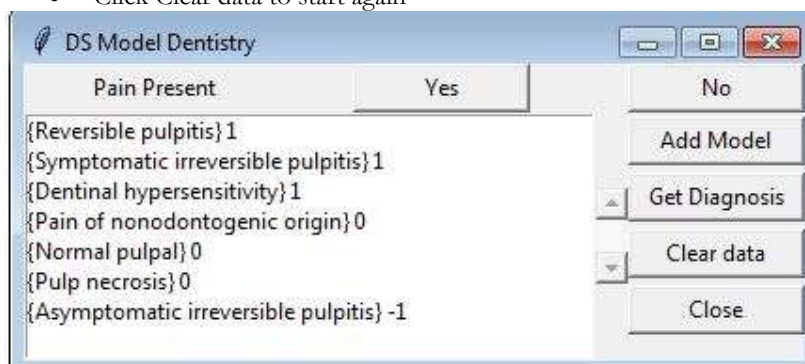 • Click Clear data to start again
DS Model Dentistry
Pain Present Yes No
{Reversible pulpitis} 1
{Symptomatic irreversible pulpitis} 1
{Dentinal hypersensitivity} 1
{Pain of nonodontogenic origin} 0
{Normal pulpal} 0
{Pulp necrosis} 0
{Asymptomatic irreversible pulpitis} -1
Add Model
Get Diagnosis
Clear data
Close